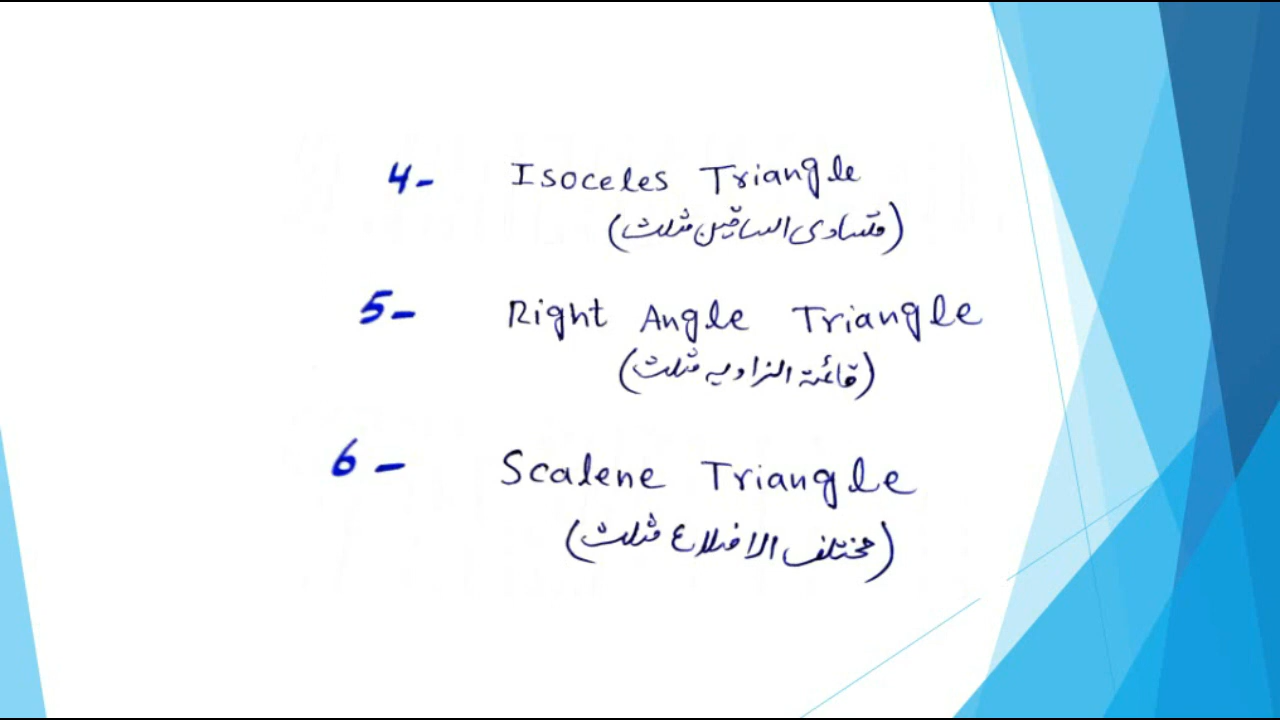 4- Isoceles Triangle
(متساوی الساقین مثلث)
5- Right Angle Triangle
(قائمۃ الزاویہ مثلث)
6- Scalene Triangle
(مختلف الاضلاع مثلث)